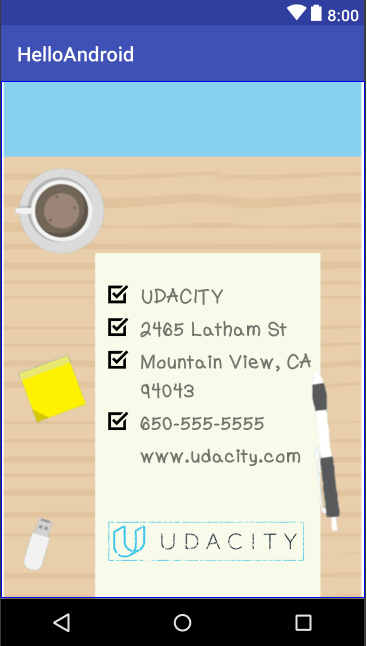 8:00
HelloAndroid
UDACITY
2465 Latham St
Mountain View, CA
94043
650-555-5555
www.udacity.com
UDACITY